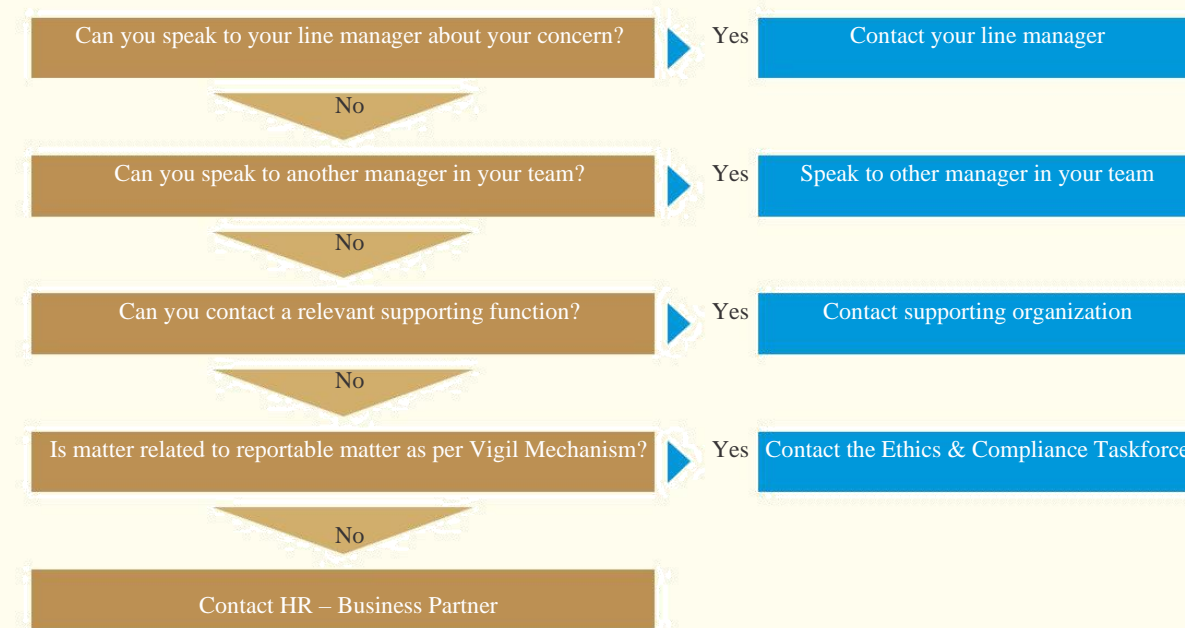 Can you speak to your line manager about your concern? Yes Contact your line manager
No
Can you speak to another manager in your team? Yes Speak to other manager in your team
No
Can you contact a relevant supporting function? Yes Contact supporting organization
No
Is matter related to reportable matter as per Vigil Mechanism? Yes Contact the Ethics & Compliance Taskforce
No
Contact HR – Business Partner